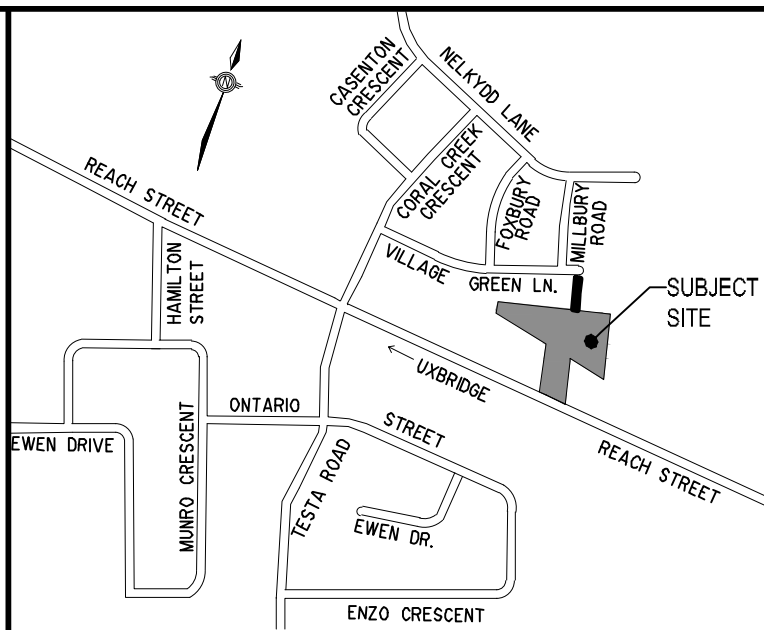 N
CASENTON
CRESCENT
NELKYDD LANE
REACH STREET
CORAL CREEK
CRESCENT
FOXBURY
ROAD
MILLBURY
ROAD
HAMILTON
STREET
VILLAGE
GREEN LN.
SUBJECT
SITE
UXBRIDGE
ONTARIO
STREET
EWEN DRIVE
MUNRO CRESCENT
TESTA ROAD
REACH STREET
EWEN DR.
ENZO CRESCENT